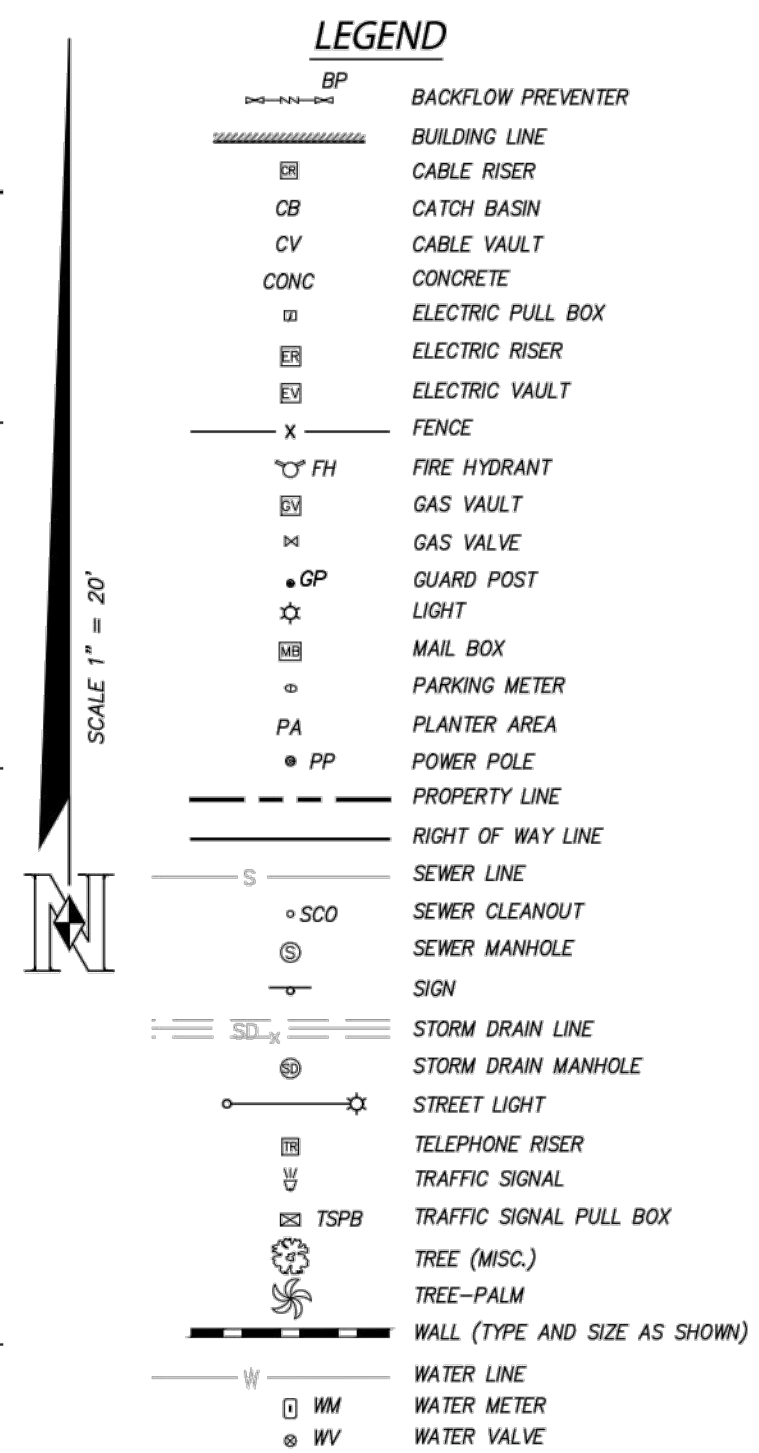 LEGEND
BP BACKFLOW PREVENTER
BUILDING LINE
CR CABLE RISER
CB CATCH BASIN
CV CABLE VAULT
CONC CONCRETE
ELECTRIC PULL BOX
ER ELECTRIC RISER
EV ELECTRIC VAULT
X FENCE
FH FIRE HYDRANT
GV GAS VAULT
GAS VALVE
GP GUARD POST
LIGHT
MB MAIL BOX
PARKING METER
PA PLANTER AREA
PP POWER POLE
PROPERTY LINE
RIGHT OF WAY LINE
S SEWER LINE
SCO SEWER CLEANOUT
S SEWER MANHOLE
SIGN
SD x STORM DRAIN LINE
SD STORM DRAIN MANHOLE
STREET LIGHT
TR TELEPHONE RISER
TRAFFIC SIGNAL
TSPB TRAFFIC SIGNAL PULL BOX
TREE (MISC.)
TREE-PALM
WALL (TYPE AND SIZE AS SHOWN)
W WATER LINE
WM WATER METER
WV WATER VALVE
SCALE 1" = 20'
N